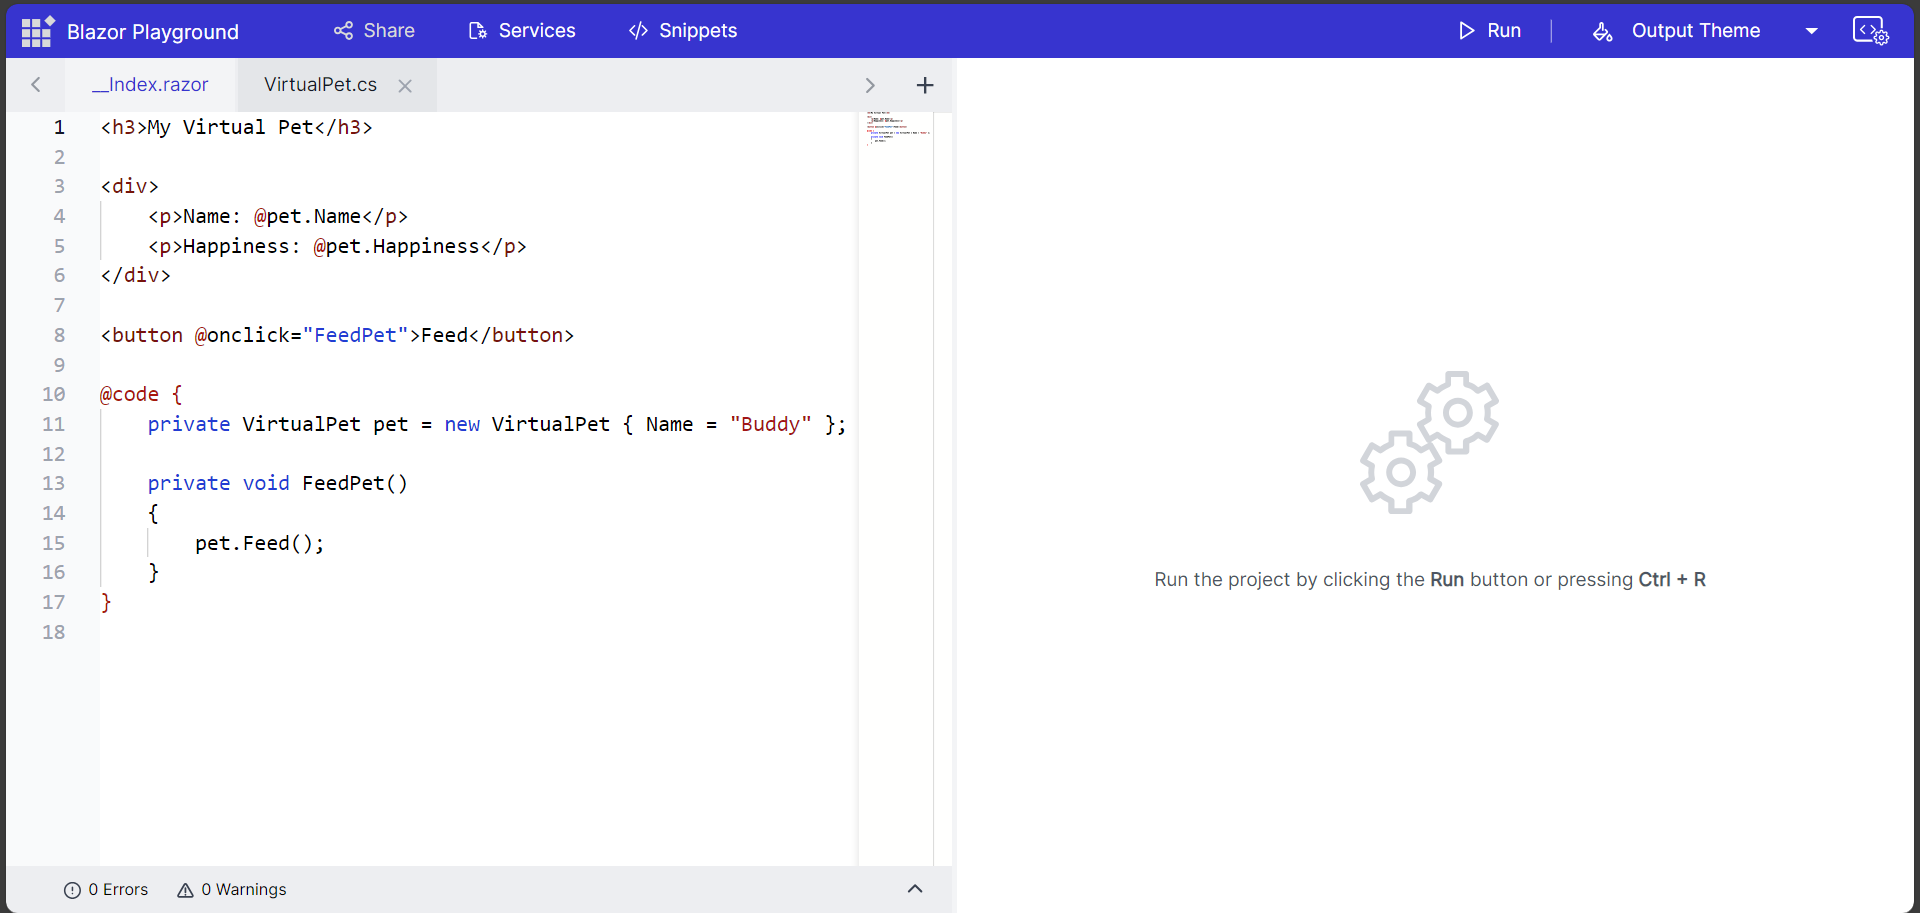 Blazor Playground
Share
Services
Snippets
Run
Output Theme
__Index.razor
VirtualPet.cs
1 <h3>My Virtual Pet</h3>
2
3 <div>
4     <p>Name: @pet.Name</p>
5     <p>Happiness: @pet.Happiness</p>
6 </div>
7
8 <button @onclick="FeedPet">Feed</button>
9
10 @code {
11     private VirtualPet pet = new VirtualPet { Name = "Buddy" };
12
13     private void FeedPet()
14     {
15         pet.Feed();
16     }
17 }
18
Run the project by clicking the Run button or pressing Ctrl + R
0 Errors
0 Warnings